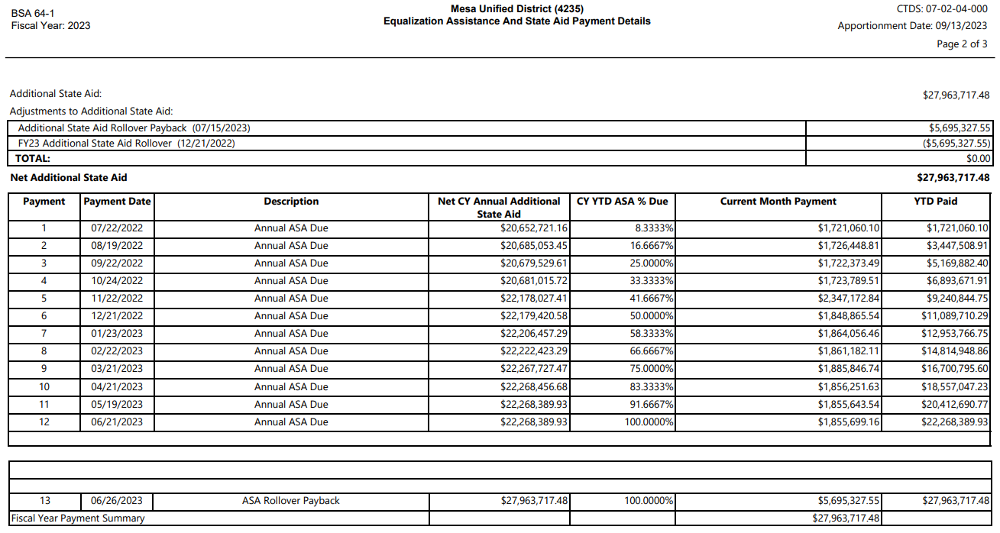 BSA 64-1
Fiscal Year: 2023
Mesa Unified District (4235)
Equalization Assistance And State Aid Payment Details
CTDS: 07-02-04-000
Apportionment Date: 09/13/2023
Page 2 of 3
Additional State Aid: $27,963,717.48
Adjustments to Additional State Aid:
Additional State Aid Rollover Payback (07/15/2023) $5,695,327.55
FY23 Additional State Aid Rollover (12/21/2022) ($5,695,327.55)
TOTAL: $0.00
Net Additional State Aid $27,963,717.48
Payment Payment Date Description Net CY Annual Additional State Aid CY YTD ASA % Due Current Month Payment YTD Paid
1 07/22/2022 Annual ASA Due $20,652,721.16 8.3333% $1,721,060.10 $1,721,060.10
2 08/19/2022 Annual ASA Due $20,685,053.45 16.6667% $1,726,448.81 $3,447,508.91
3 09/22/2022 Annual ASA Due $20,679,529.61 25.0000% $1,722,373.49 $5,169,882.40
4 10/24/2022 Annual ASA Due $20,681,015.72 33.3333% $1,723,789.51 $6,893,671.91
5 11/22/2022 Annual ASA Due $22,178,027.41 41.6667% $2,347,172.84 $9,240,844.75
6 12/21/2022 Annual ASA Due $22,179,420.58 50.0000% $1,848,865.54 $11,089,710.29
7 01/23/2023 Annual ASA Due $22,206,457.29 58.3333% $1,864,056.46 $12,953,766.75
8 02/22/2023 Annual ASA Due $22,222,423.29 66.6667% $1,861,182.11 $14,814,948.86
9 03/21/2023 Annual ASA Due $22,267,727.47 75.0000% $1,885,846.74 $16,700,795.60
10 04/21/2023 Annual ASA Due $22,268,456.68 83.3333% $1,856,251.63 $18,557,047.23
11 05/19/2023 Annual ASA Due $22,268,389.93 91.6667% $1,855,643.54 $20,412,690.77
12 06/21/2023 Annual ASA Due $22,268,389.93 100.0000% $1,855,699.16 $22,268,389.93
13 06/26/2023 ASA Rollover Payback $27,963,717.48 100.0000% $5,695,327.55 $27,963,717.48
Fiscal Year Payment Summary $27,963,717.48